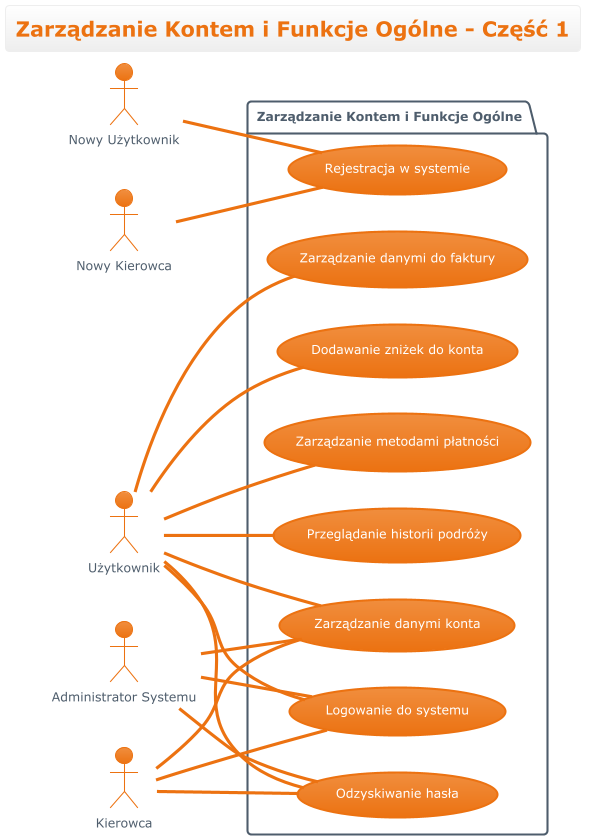 Zarządzanie Kontem i Funkcje Ogólne - Część 1
Zarządzanie Kontem i Funkcje Ogólne
Nowy Użytkownik
Rejestracja w systemie
Nowy Kierowca
Zarządzanie danymi do faktury
Dodawanie zniżek do konta
Zarządzanie metodami płatności
Przeglądanie historii podróży
Użytkownik
Zarządzanie danymi konta
Administrator Systemu
Logowanie do systemu
Odzyskiwanie hasła
Kierowca